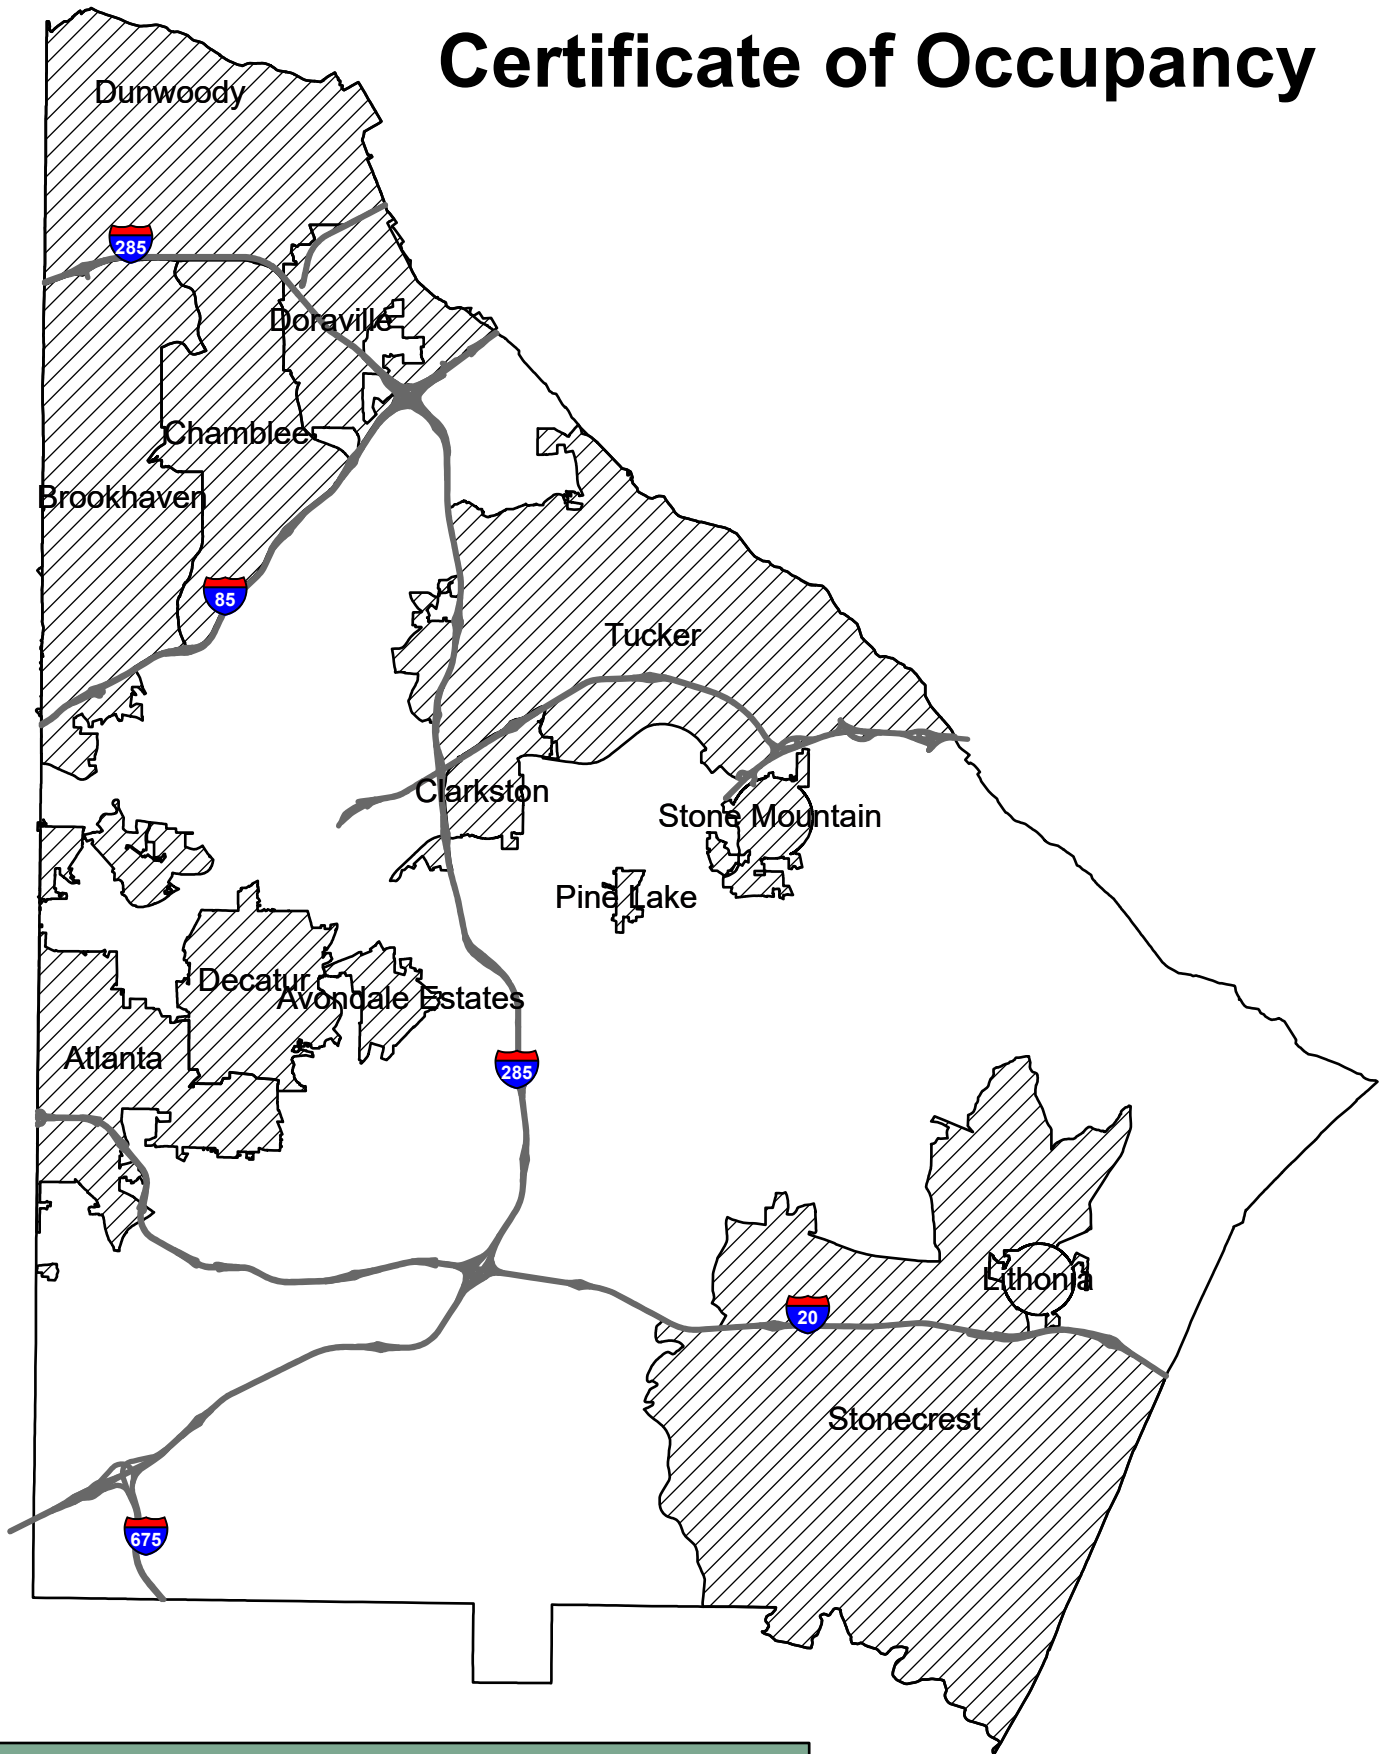 Certificate of Occupancy
Dunwoody
285
Doraville
Chamblee
Brookhaven
85
Tucker
Clarkston
Stone Mountain
Pine Lake
Decatur
Avondale Estates
Atlanta
285
Lithonia
20
Stonecrest
675